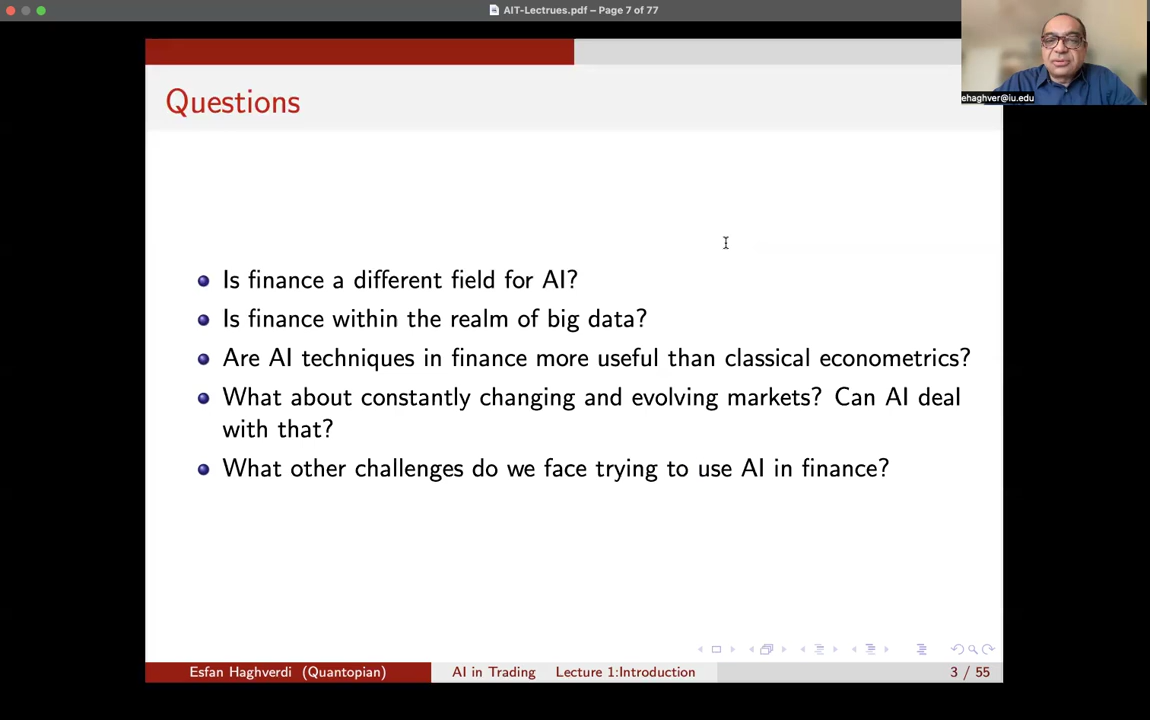 AIT-Lectrues.pdf – Page 7 of 77
ehaghver@iu.edu
Questions
Is finance a different field for AI?
Is finance within the realm of big data?
Are AI techniques in finance more useful than classical econometrics?
What about constantly changing and evolving markets? Can AI deal
with that?
What other challenges do we face trying to use AI in finance?
Esfan Haghverdi (Quantopian) AI in Trading Lecture 1:Introduction 3 / 55